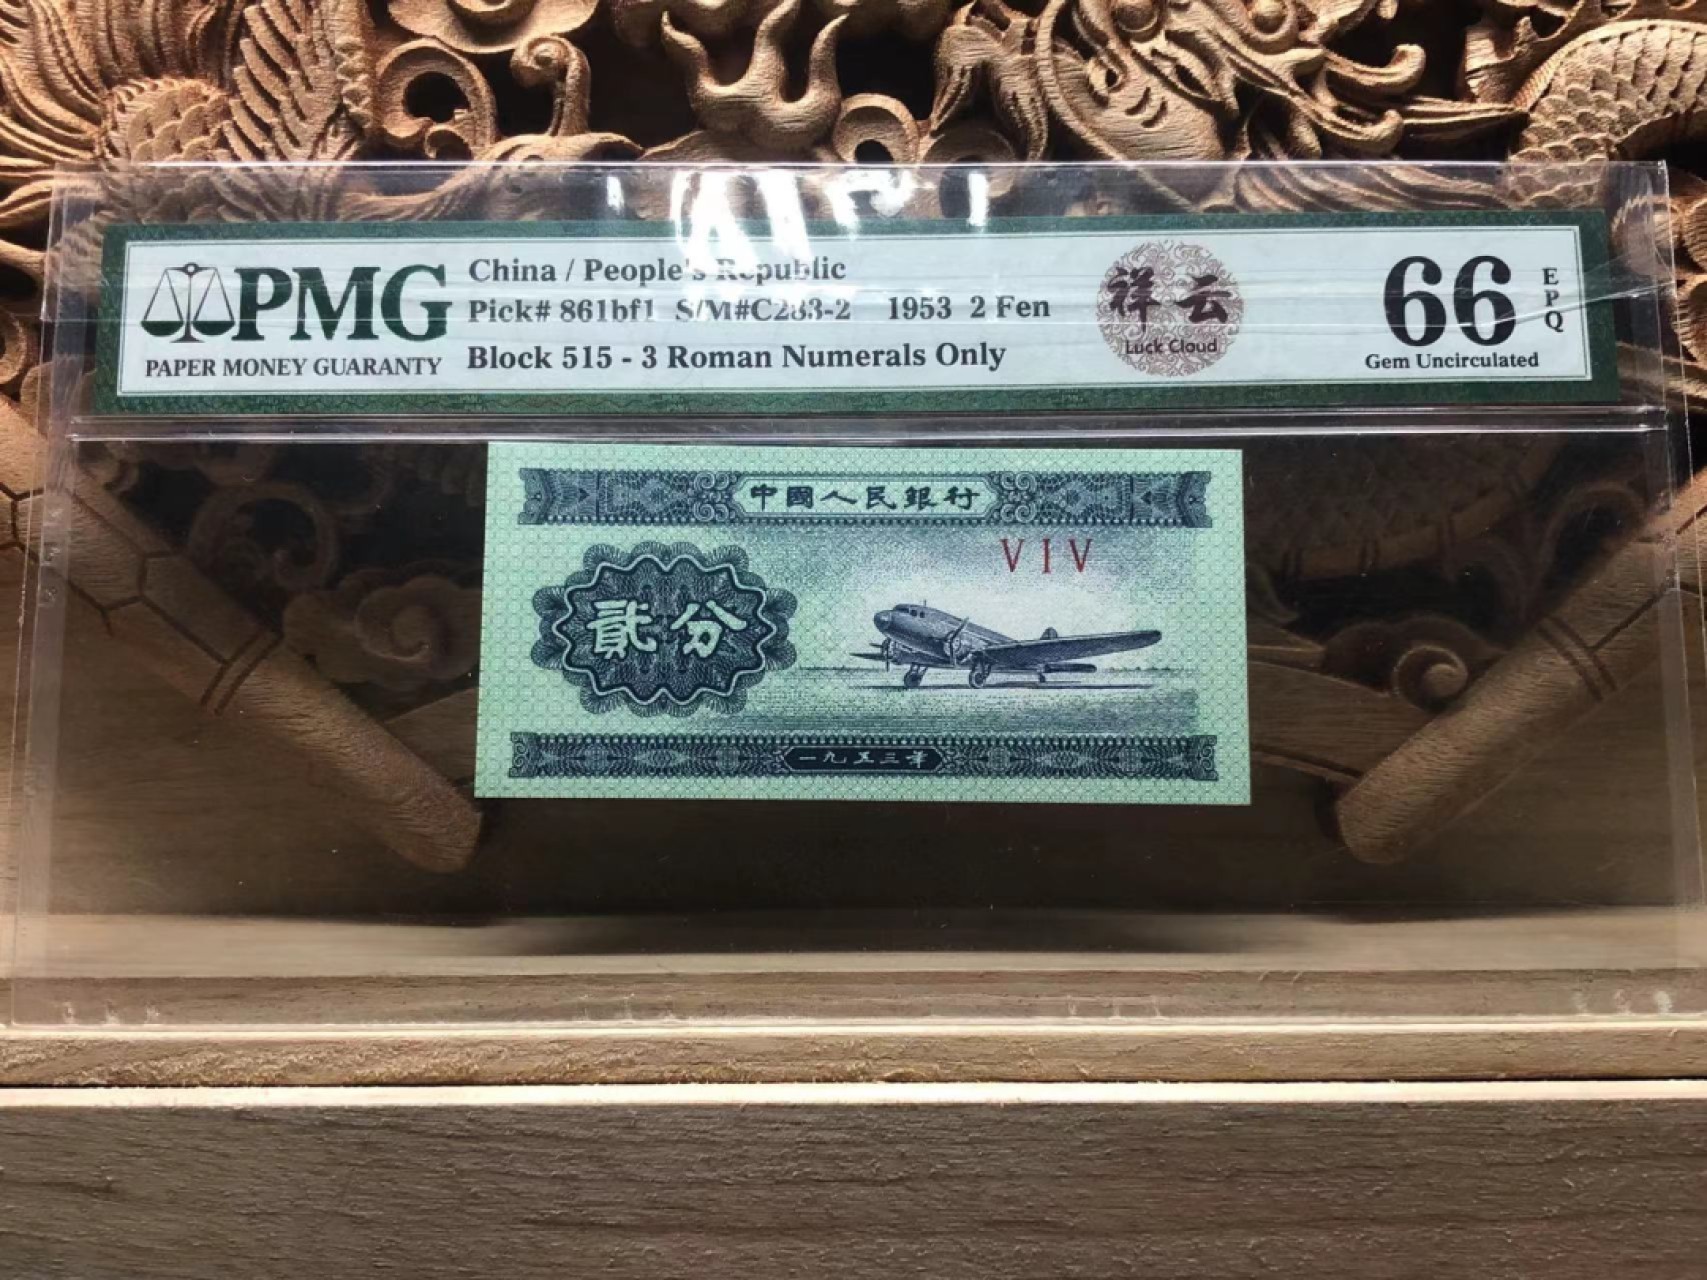 PMG
PAPER MONEY GUARANTY
China / People's Republic
Pick# 861bf1 S/M#C283-2 1953 2 Fen
Block 515 - 3 Roman Numerals Only
祥云
Luck Cloud
66
EPQ
Gem Uncirculated
中國人民銀行
V I V
貳分
一九五三年